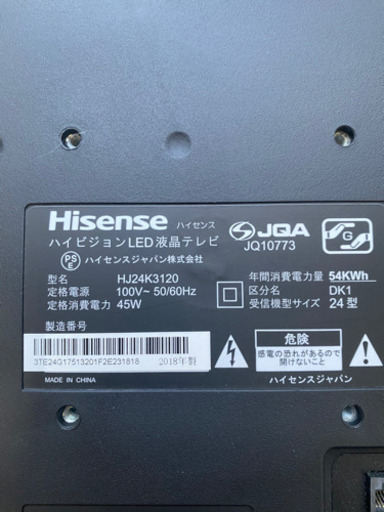 Hisense ハイセンス
JQA
JQ10773
ハイビジョンLED液晶テレビ
PS
E
ハイセンスジャパン株式会社
G
型名 HJ24K3120
定格電源 100V~ 50/60Hz
定格消費電力 45W
年間消費電力量 54KWh
区分名 DK1
受信機型サイズ 24 型
製造番号
3TE24G17513201F2E231818 2018年製
MADE IN CHINA
危険
感電の恐れがあるので
開けないこと
ハイセンスジャパン